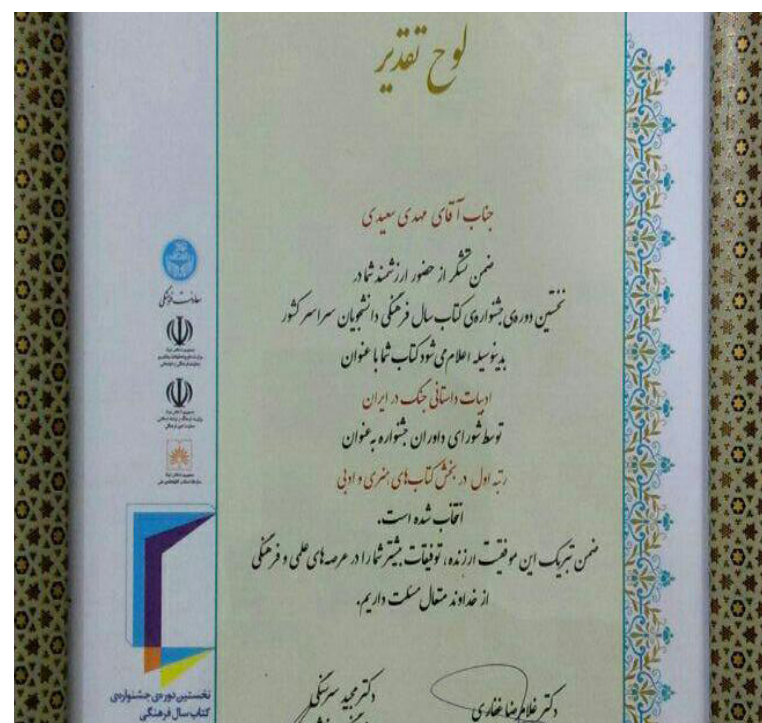 لوح تقدیر
جناب آقای مهدی سعیدی
ضمن تشکر از حضور ارزشمند شما در
نخستین دوره‌ی جشنواره‌ی کتاب سال فرهنگی دانشجویان سراسر کشور
بدینوسیله اعلام می‌شود کتاب شما با عنوان
ادبیات داستانی جنگ در ایران
توسط شورای داوران جشنواره به عنوان
رتبه اول در بخش کتاب‌های هنری و ادبی
انتخاب شده است.
ضمن تبریک این موفقیت ارزنده، توفیقات بیشتر شما را در عرصه‌های علمی و فرهنگی
از خداوند متعال مسئلت داریم.
دکتر غلامرضا غفاری
دکتر مجید سرسنگی
معاونت فرهنگی
نخستین دوره‌ی جشنواره‌ی
کتاب سال فرهنگی